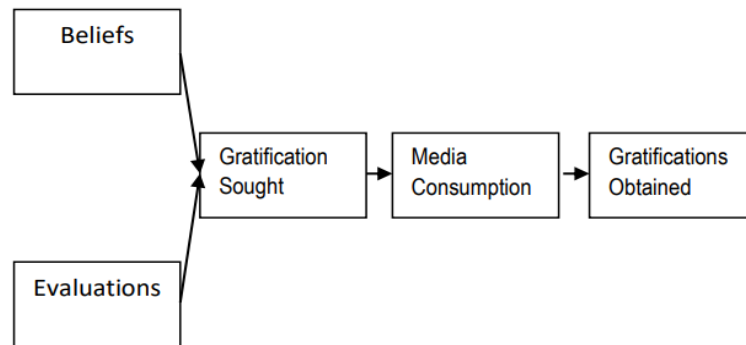 Beliefs
Gratification
Sought
Media
Consumption
Gratifications
Obtained
Evaluations